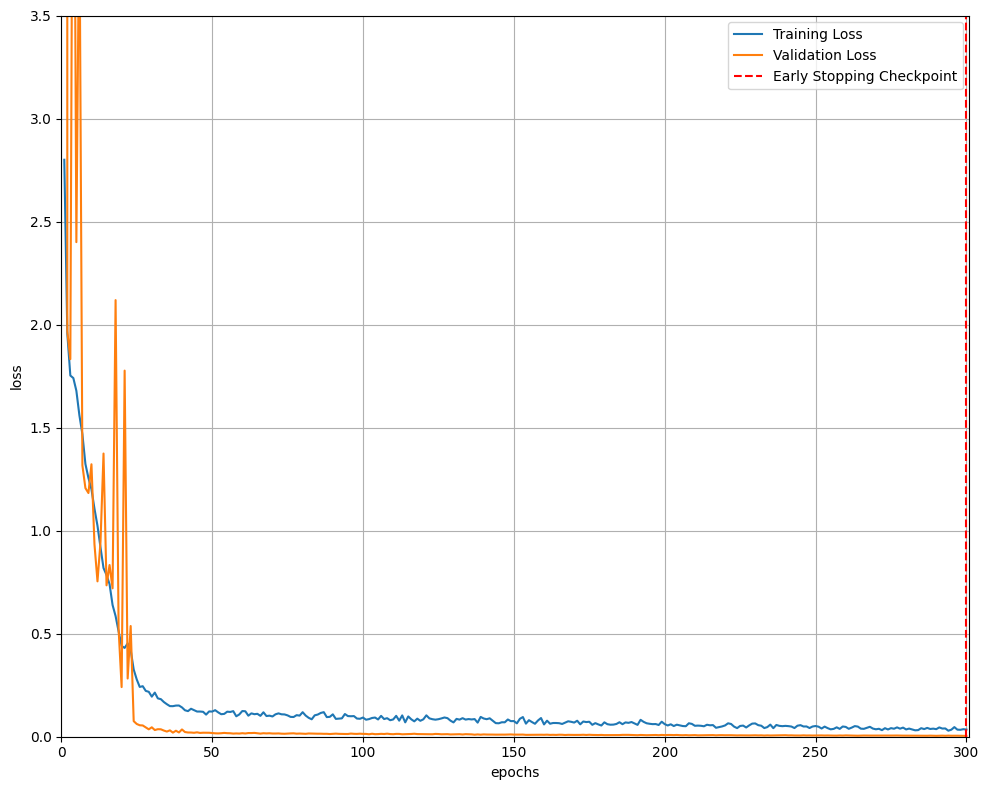 3.5
3.0
2.5
2.0
1.5
1.0
0.5
0.0
loss
Training Loss
Validation Loss
Early Stopping Checkpoint
0 50 100 150 200 250 300
epochs